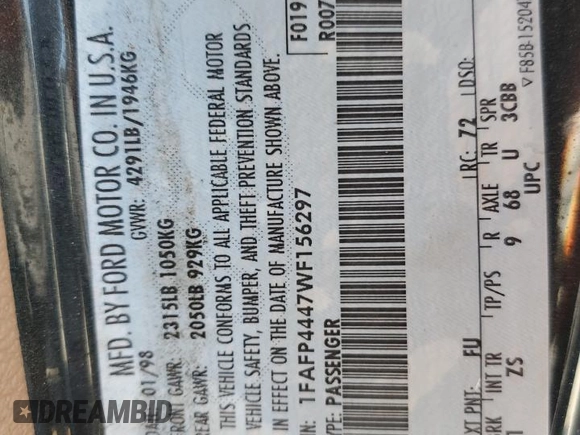 MFD. BY FORD MOTOR CO. IN U.S.A.
01/98 GVWR: 4291LB/1946KG
FRONT GAWR: 2315LB 1050KG
REAR GAWR: 2050LB 929KG
THIS VEHICLE CONFORMS TO ALL APPLICABLE FEDERAL MOTOR
VEHICLE SAFETY, BUMPER, AND THEFT PREVENTION STANDARDS
IN EFFECT ON THE DATE OF MANUFACTURE SHOWN ABOVE.
VIN: 1FAFP4447WF156297
TYPE: PASSENGER
F019
R007
EXT PNT: FU RC: 72 DSO:
BRK INT TR TP/PS R AXLE TR SPR
ZS 9 68 U 3CBB
UPC
▽ F85B-15204
DREAMBID